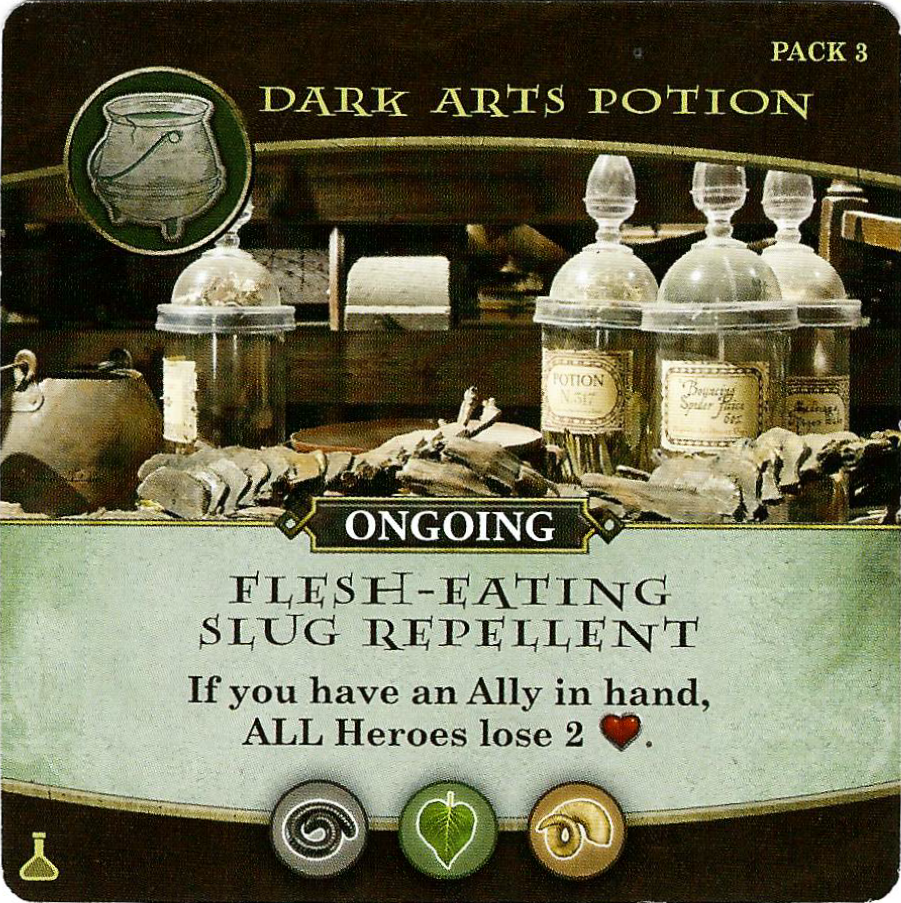 PACK 3
DARK ARTS POTION
POTION
N.317
ONGOING
FLESH-EATING
SLUG REPELLENT
If you have an Ally in hand,
ALL Heroes lose 2 .